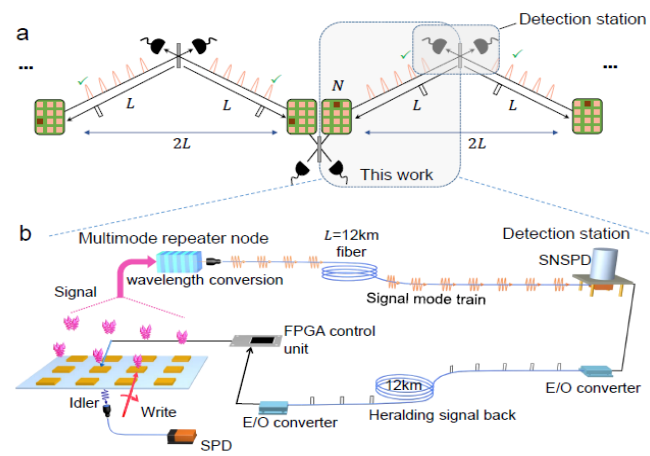 a
Detection station
...
...
N
L
L
L
L
2L
2L
This work
b
Multimode repeater node
Detection station
L=12km
fiber
SNSPD
wavelength conversion
Signal
Signal mode train
FPGA control
unit
12km
E/O converter
Idler
Write
E/O converter
Heralding signal back
SPD